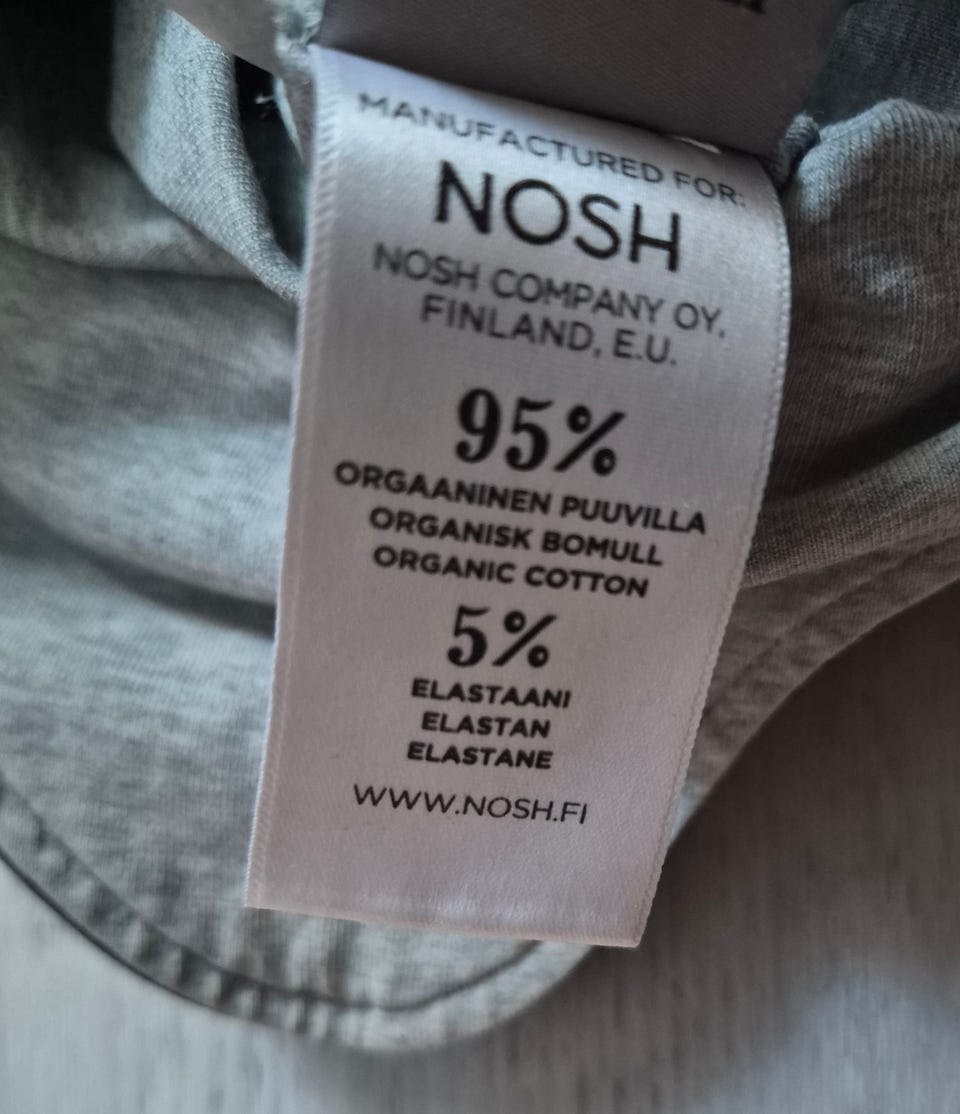 MANUFACTURED FOR:
NOSH
NOSH COMPANY OY,
FINLAND, E.U.
95%
ORGAANINEN PUUVILLA
ORGANISK BOMULL
ORGANIC COTTON
5%
ELASTAANI
ELASTAN
ELASTANE
WWW.NOSH.FI